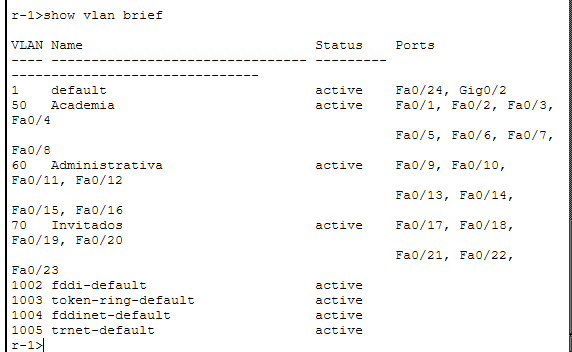 r-1>show vlan brief
VLAN Name Status Ports
---- -------------------------------- ---------
-------------------------------
1 default active Fa0/24, Gig0/2
50 Academia active Fa0/1, Fa0/2, Fa0/3,
Fa0/4
Fa0/5, Fa0/6, Fa0/7,
Fa0/8
60 Administrativa active Fa0/9, Fa0/10,
Fa0/11, Fa0/12
Fa0/13, Fa0/14,
Fa0/15, Fa0/16
70 Invitados active Fa0/17, Fa0/18,
Fa0/19, Fa0/20
Fa0/21, Fa0/22,
Fa0/23
1002 fddi-default active
1003 token-ring-default active
1004 fddinet-default active
1005 trnet-default active
r-1>